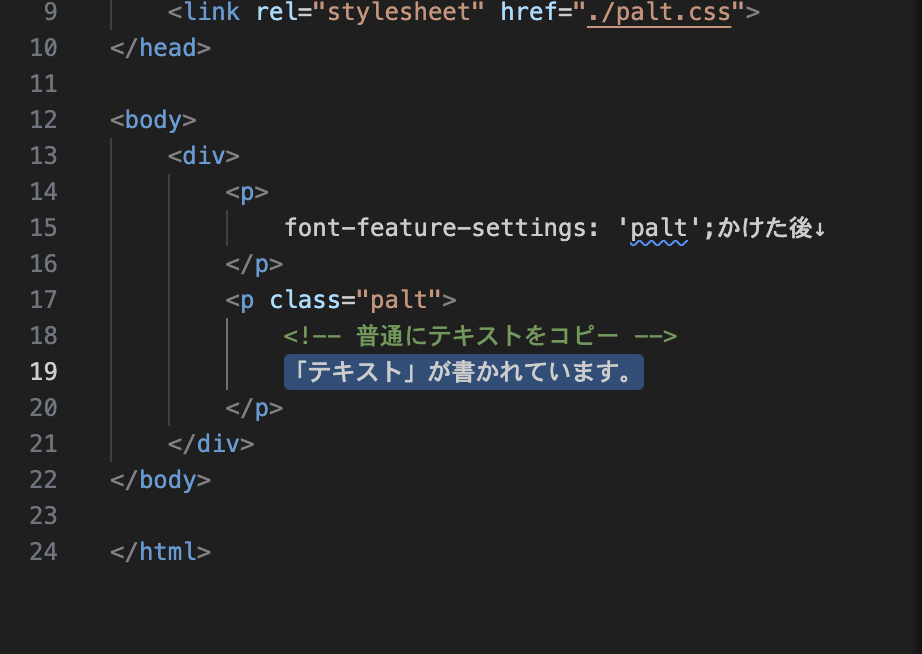 9 <link rel="stylesheet" href="./palt.css">
10 </head>
11
12 <body>
13 <div>
14 <p>
15 font-feature-settings: 'palt';かけた後↓
16 </p>
17 <p class="palt">
18 <!-- 普通にテキストをコピー -->
19 「テキスト」が書かれています。
20 </p>
21 </div>
22 </body>
23
24 </html>